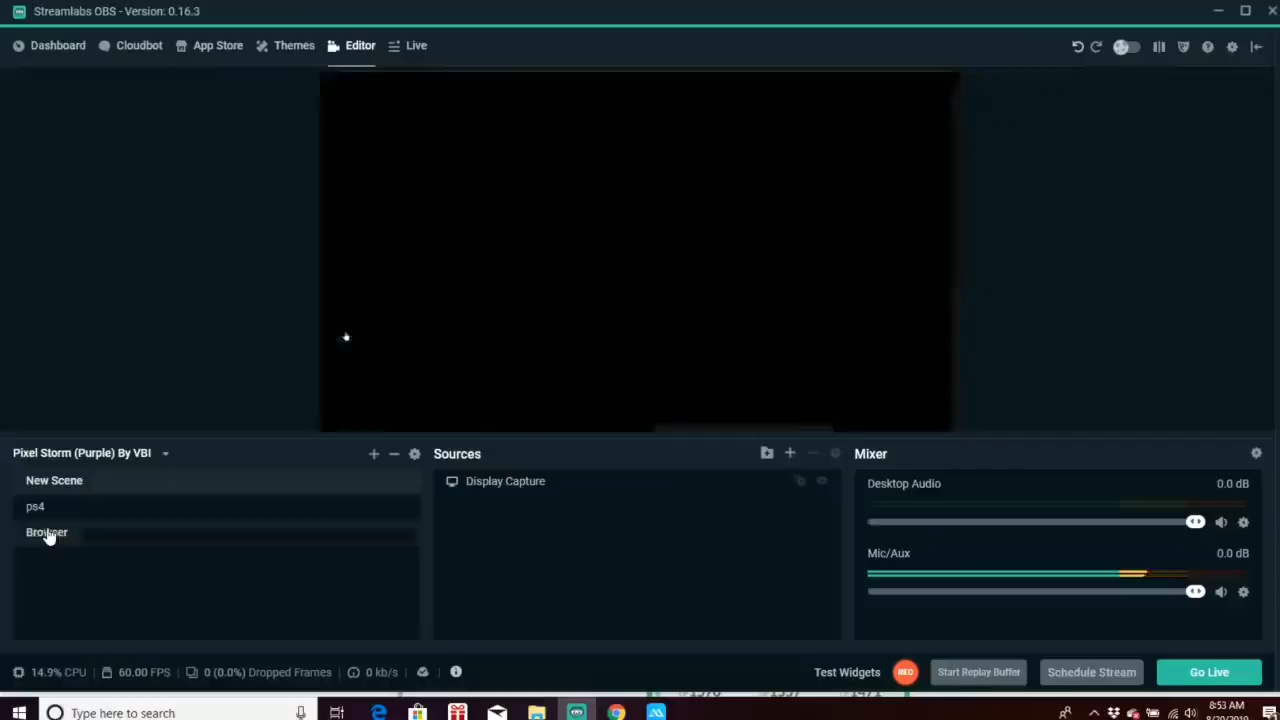 Streamlabs OBS - Version: 0.16.3
Dashboard Cloudbot App Store Themes Editor Live
Pixel Storm (Purple) By VBI
New Scene
ps4
Browser
Sources
Display Capture
Mixer
Desktop Audio 0.0 dB
Mic/Aux 0.0 dB
14.9% CPU 60.00 FPS 0 (0.0%) Dropped Frames 0 kb/s
Test Widgets REC Start Replay Buffer Schedule Stream Go Live
Type here to search
8:53 AM